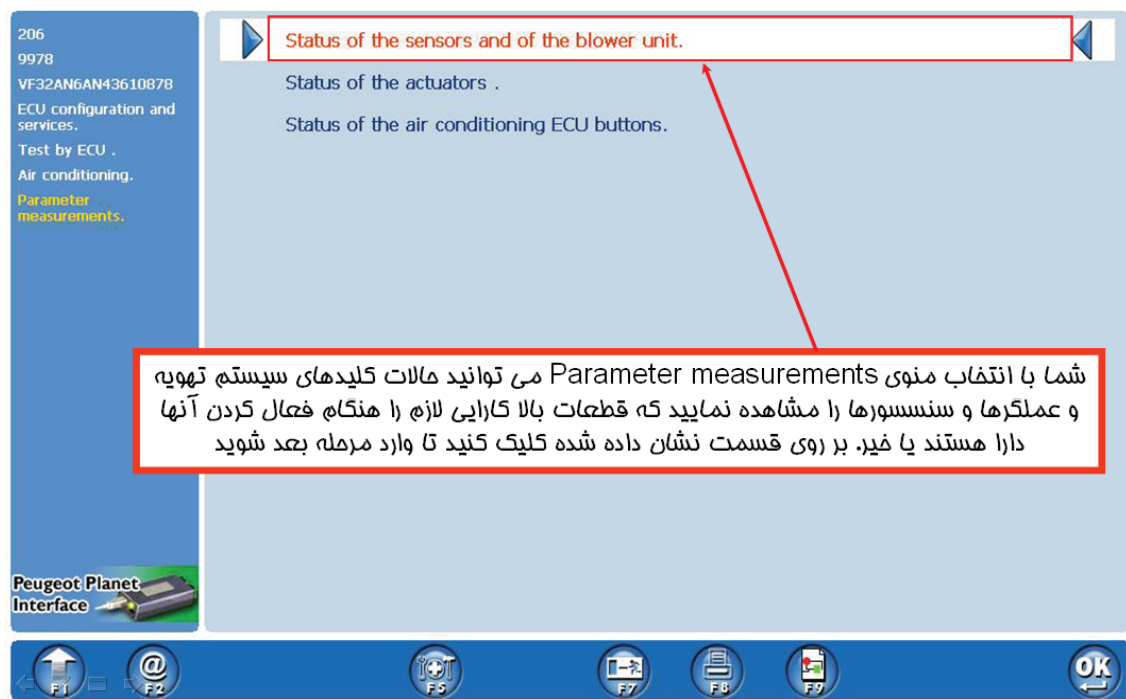 206
9978
VF32AN6AN43610878
ECU configuration and
services.
Test by ECU .
Air conditioning.
Parameter
measurements.
Status of the sensors and of the blower unit.
Status of the actuators .
Status of the air conditioning ECU buttons.
شما با انتخاب منوی Parameter measurements می توانید حالات کلیدهای سیستم تهویه
و عملگرها و سنسسورها را مشاهده نمایید که قطعات بالا کارایی لازم را هنگام فعال کردن آنها
دارا هستند یا خیر. بر روی قسمت نشان داده شده کلیک کنید تا وارد مرحله بعد شوید
Peugeot Planet
Interface
F1
@
F2
F5
F7
F8
F9
OK